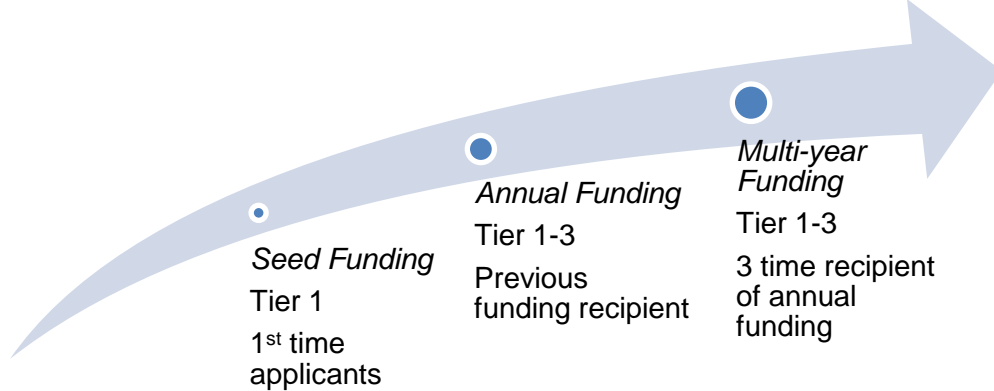 Seed Funding
Tier 1
1st time
applicants
Annual Funding
Tier 1-3
Previous
funding recipient
Multi-year
Funding
Tier 1-3
3 time recipient
of annual
funding